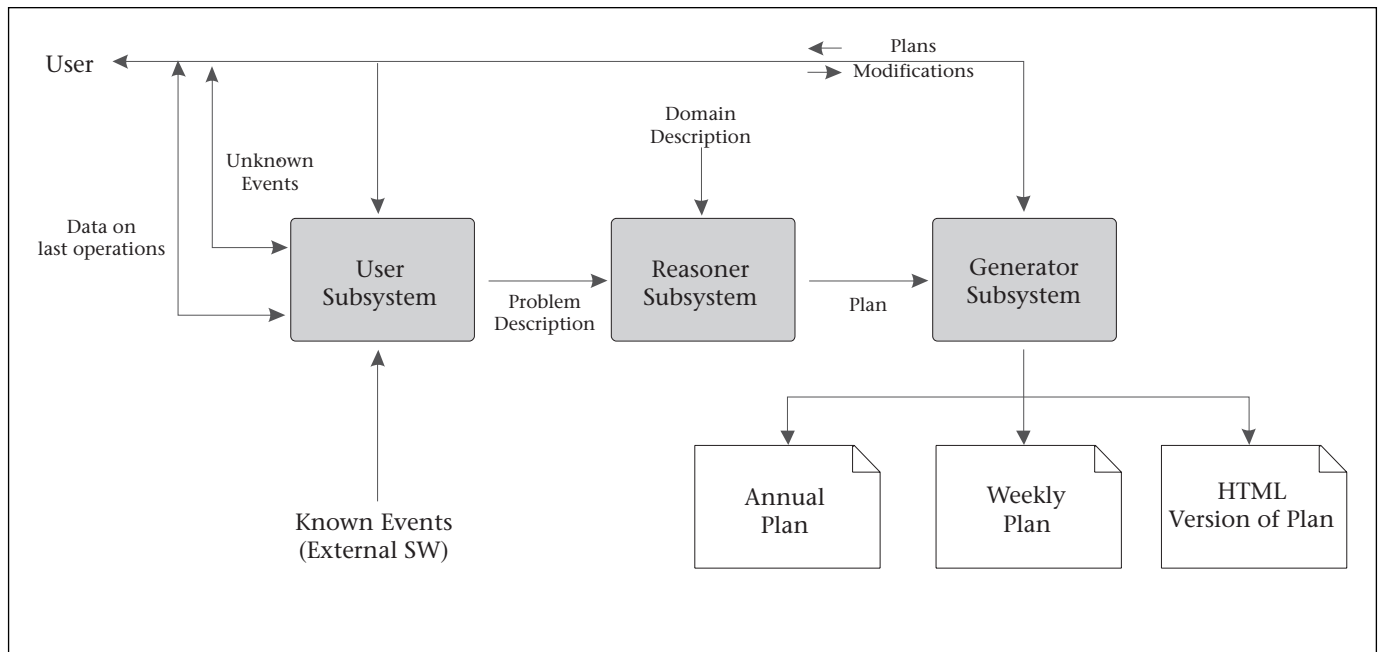 Plans
User
Modifications
Domain
Description
Unknown
Events
Data on
last operations
User
Subsystem
Reasoner
Subsystem
Generator
Subsystem
Problem
Description
Plan
Annual
Plan
Weekly
Plan
HTML
Version of Plan
Known Events
(External SW)